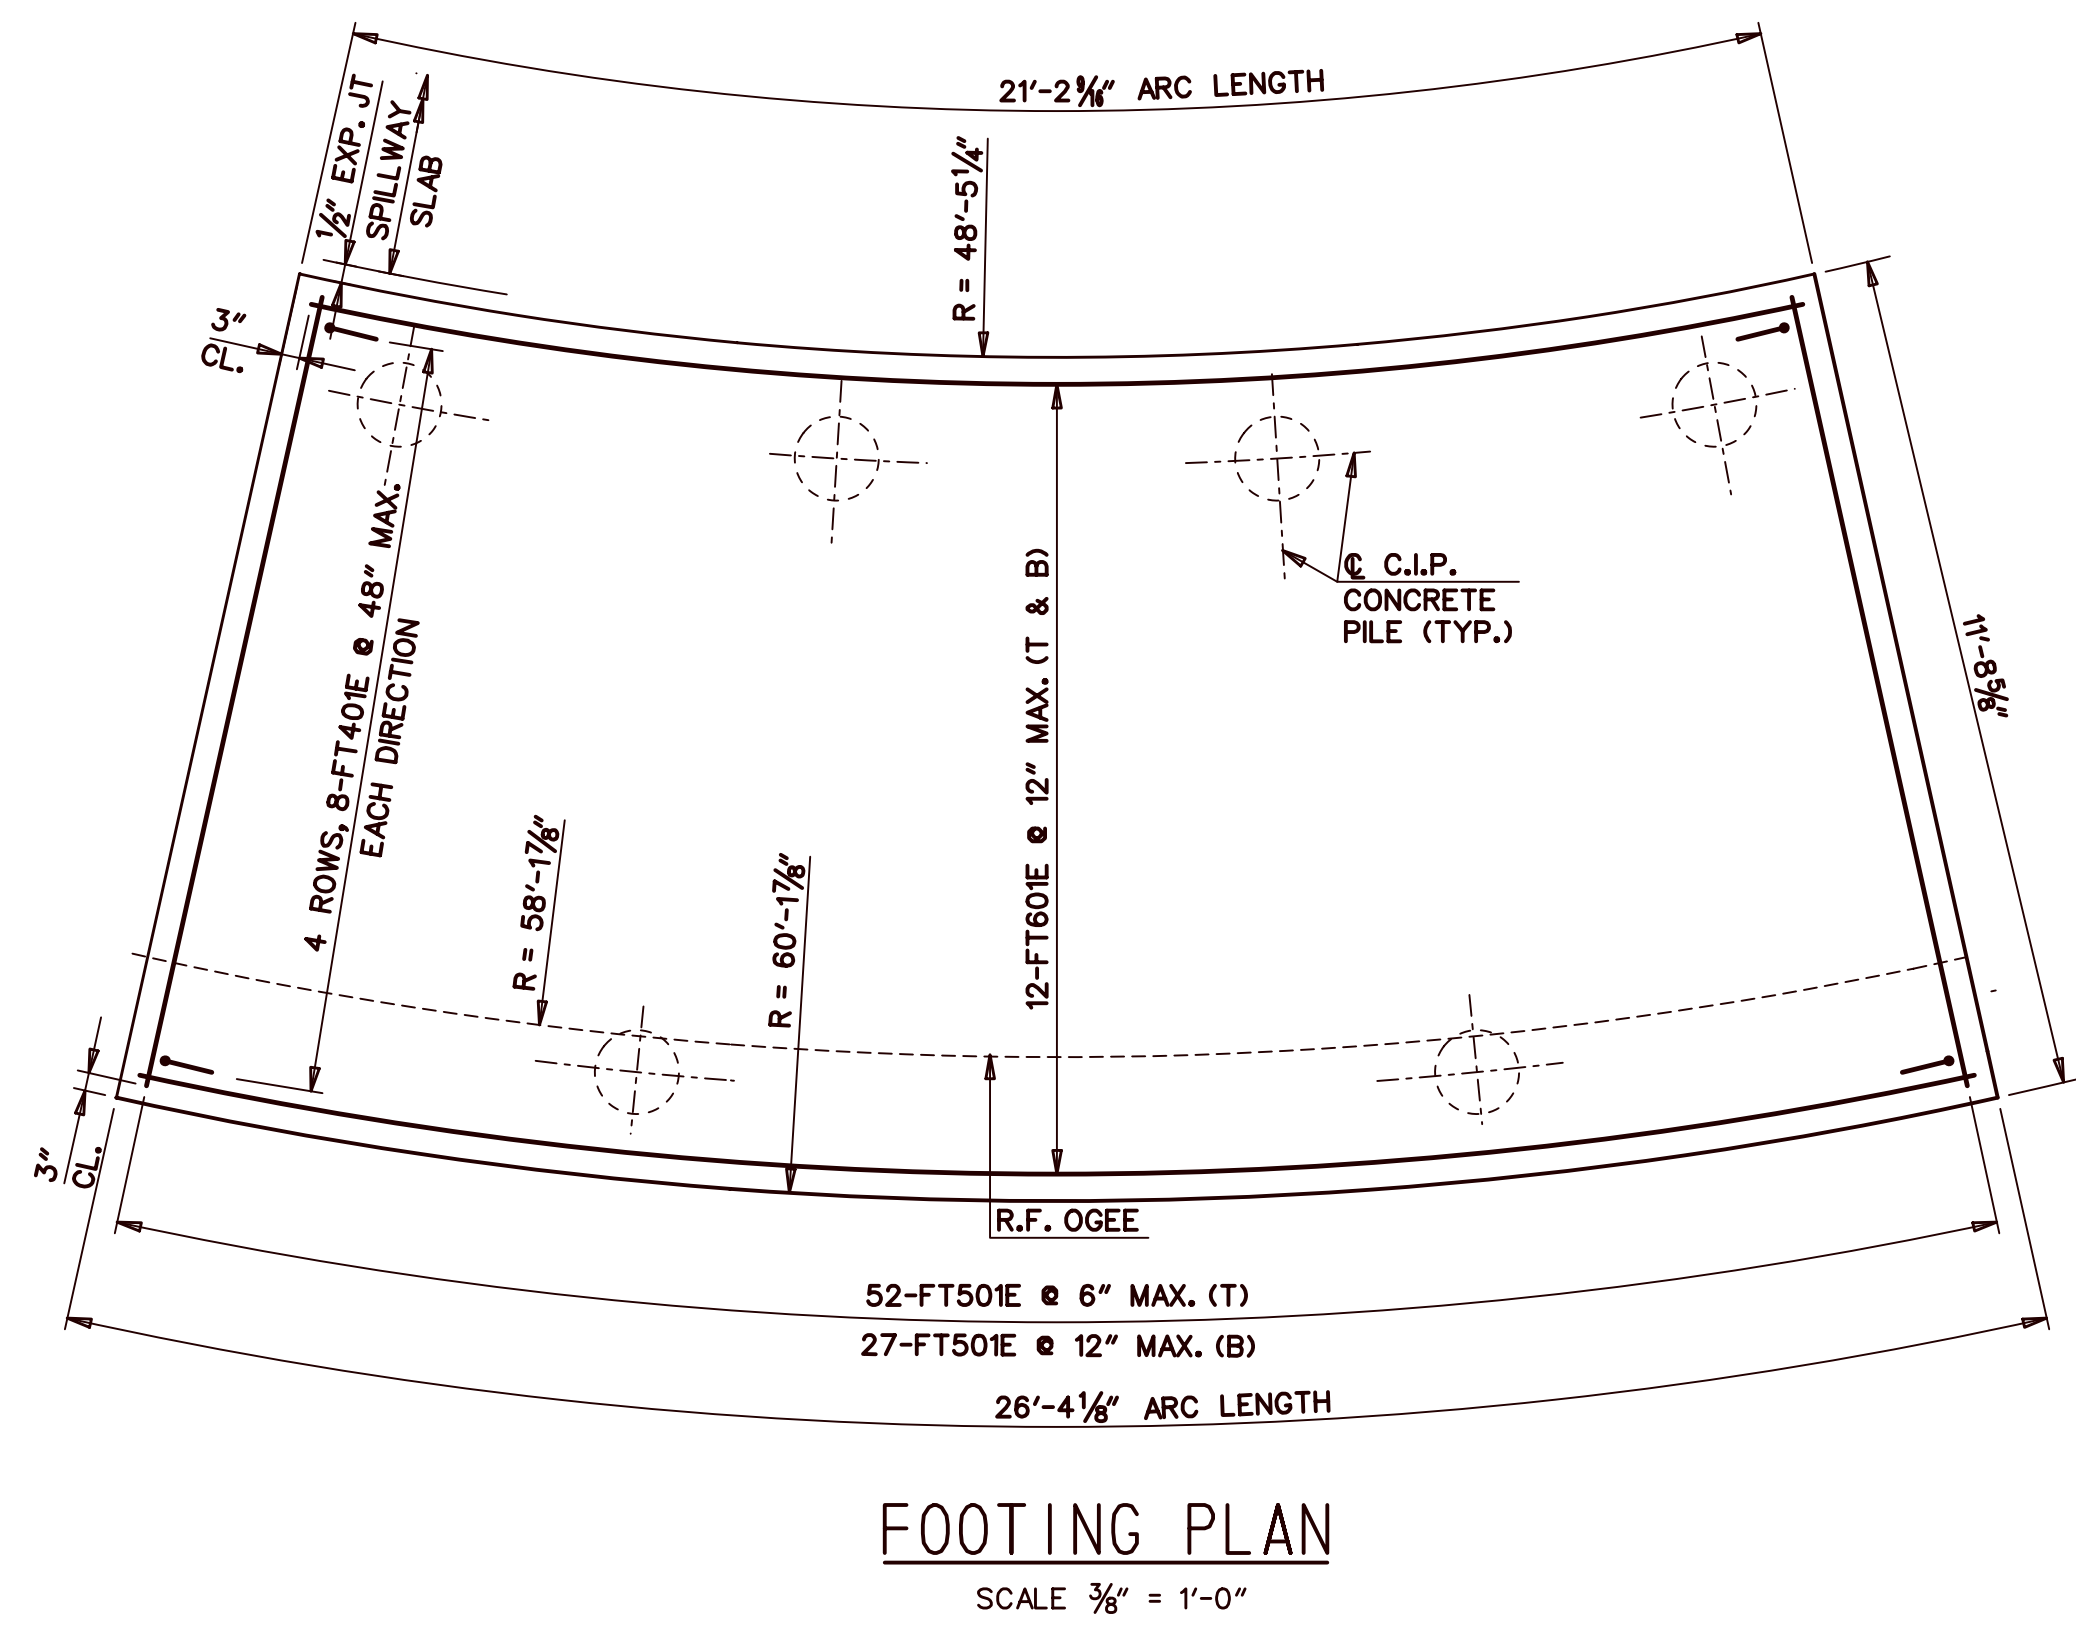 21'-2 9/16" ARC LENGTH
1/2" EXP. JT
SPILLWAY
SLAB
R = 48'-5 1/4"
3"
CL.
4 ROWS, 8-FT401E @ 48" MAX.
EACH DIRECTION
12-FT601E @ 12" MAX. (T & B)
℄ C.I.P.
CONCRETE
PILE (TYP.)
11'-8 5/8"
R = 58'-1 7/8"
R = 60'-1 7/8"
3"
CL.
R.F. OGEE
52-FT501E @ 6" MAX. (T)
27-FT501E @ 12" MAX. (B)
26'-4 1/8" ARC LENGTH
FOOTING PLAN
SCALE 3/8" = 1'-0"